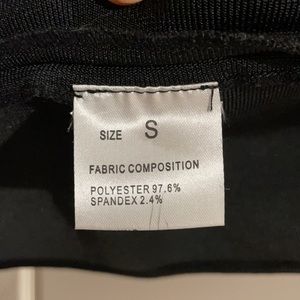 SIZE S
FABRIC COMPOSITION
POLYESTER 97.6%
SPANDEX 2.4%